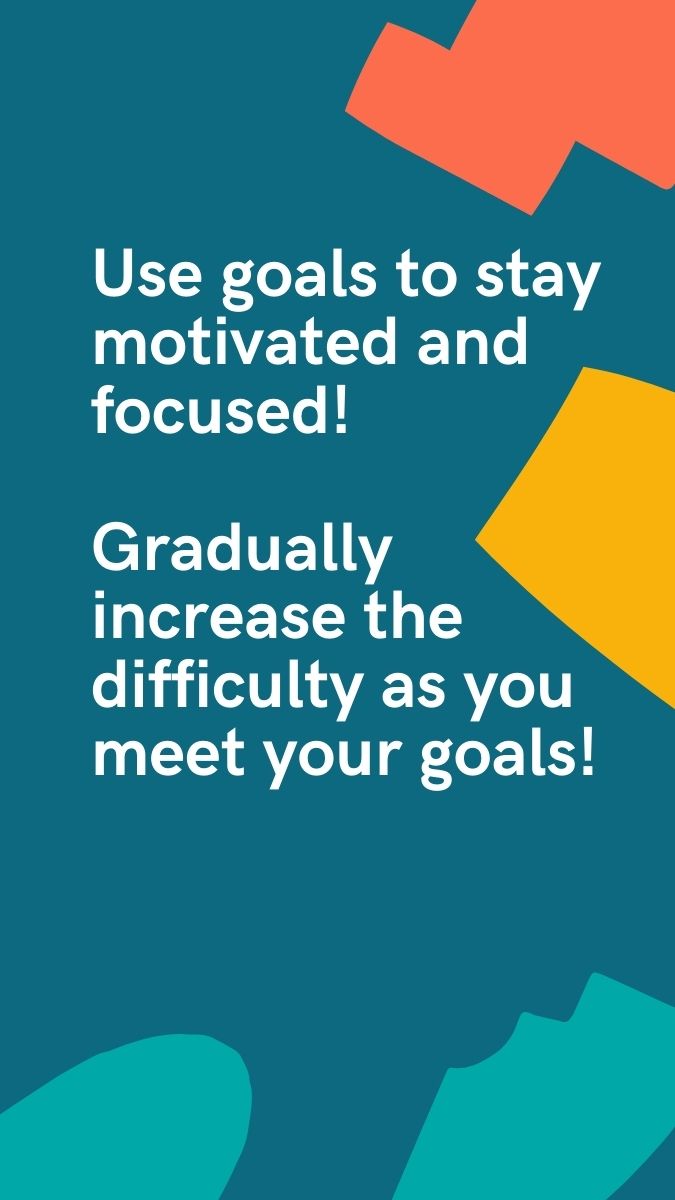 Use goals to stay
motivated and
focused!
Gradually
increase the
difficulty as you
meet your goals!